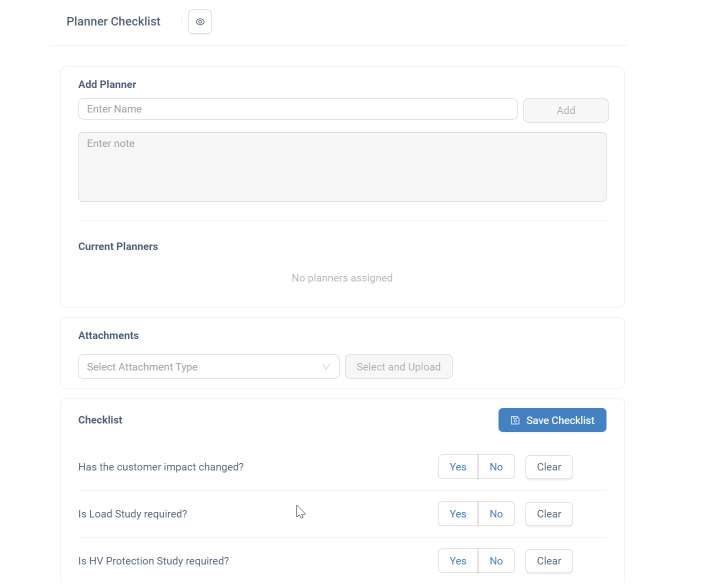 Planner Checklist
Add Planner
Enter Name
Add
Enter note
Current Planners
No planners assigned
Attachments
Select Attachment Type
Select and Upload
Checklist
Save Checklist
Has the customer impact changed?
Yes No Clear
Is Load Study required?
Yes No Clear
Is HV Protection Study required?
Yes No Clear